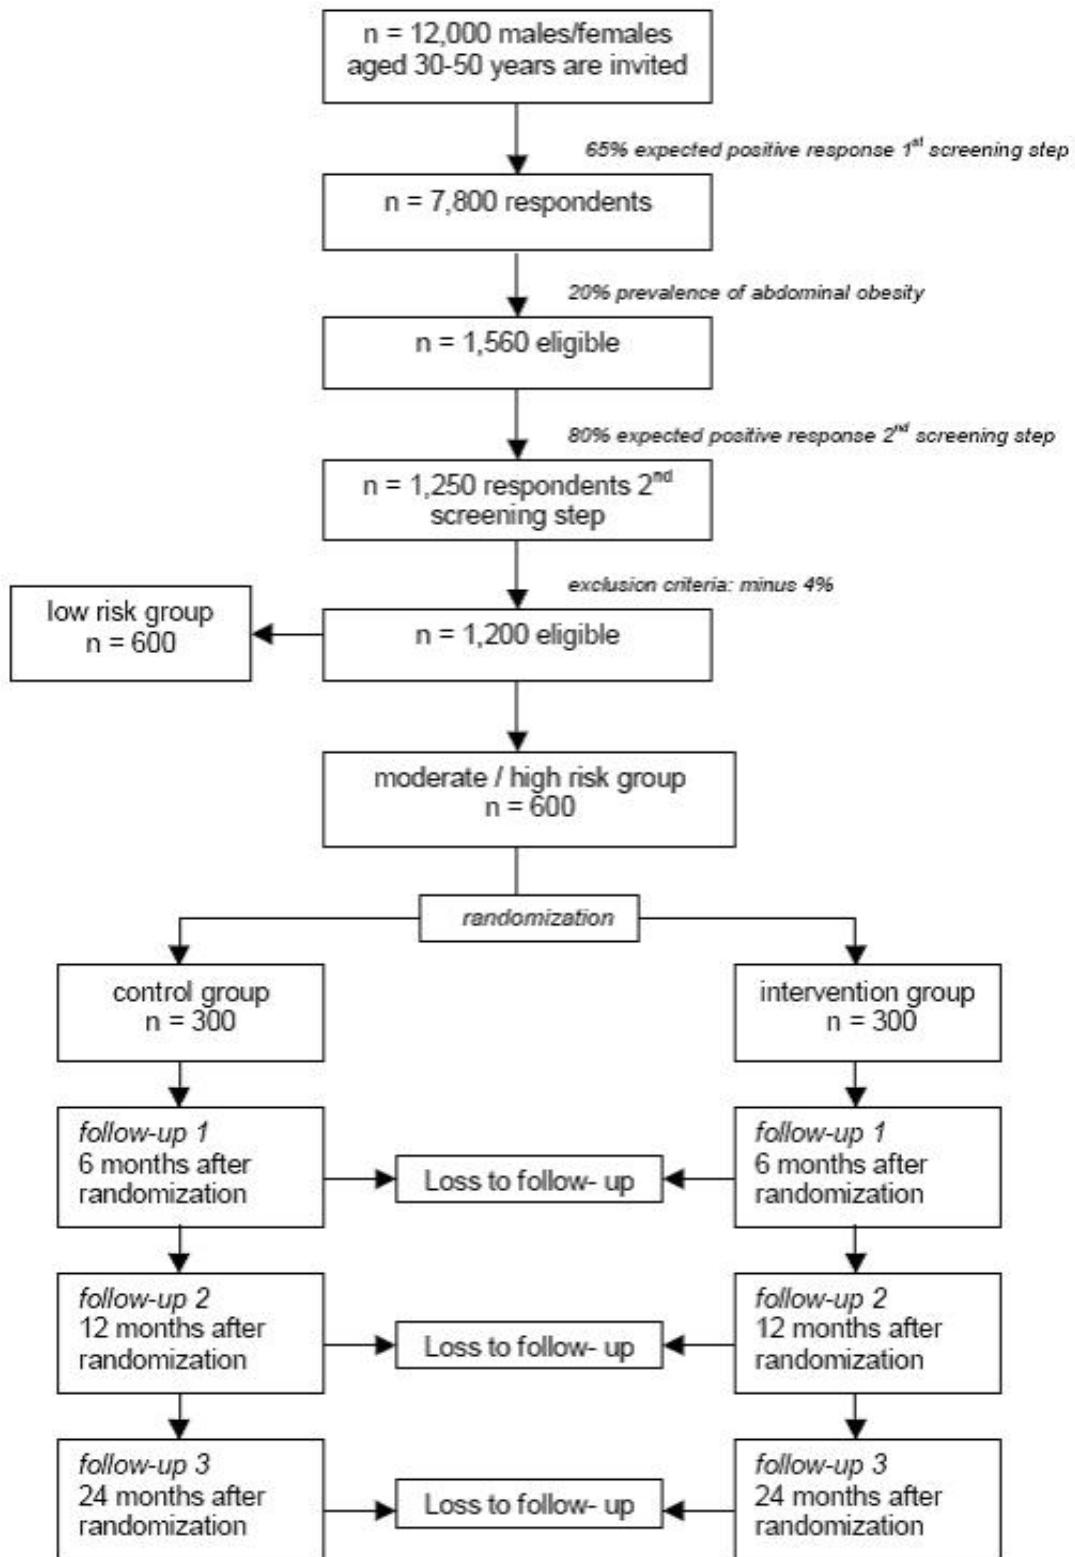 n = 12,000 males/females
aged 30-50 years are invited
65% expected positive response 1st screening step
n = 7,800 respondents
20% prevalence of abdominal obesity
n = 1,560 eligible
80% expected positive response 2nd screening step
n = 1,250 respondents 2nd
screening step
exclusion criteria: minus 4%
low risk group
n = 600
n = 1,200 eligible
moderate / high risk group
n = 600
randomization
control group
n = 300
intervention group
n = 300
follow-up 1
6 months after
randomization
Loss to follow- up
follow-up 1
6 months after
randomization
follow-up 2
12 months after
randomization
Loss to follow- up
follow-up 2
12 months after
randomization
follow-up 3
24 months after
randomization
Loss to follow- up
follow-up 3
24 months after
randomization